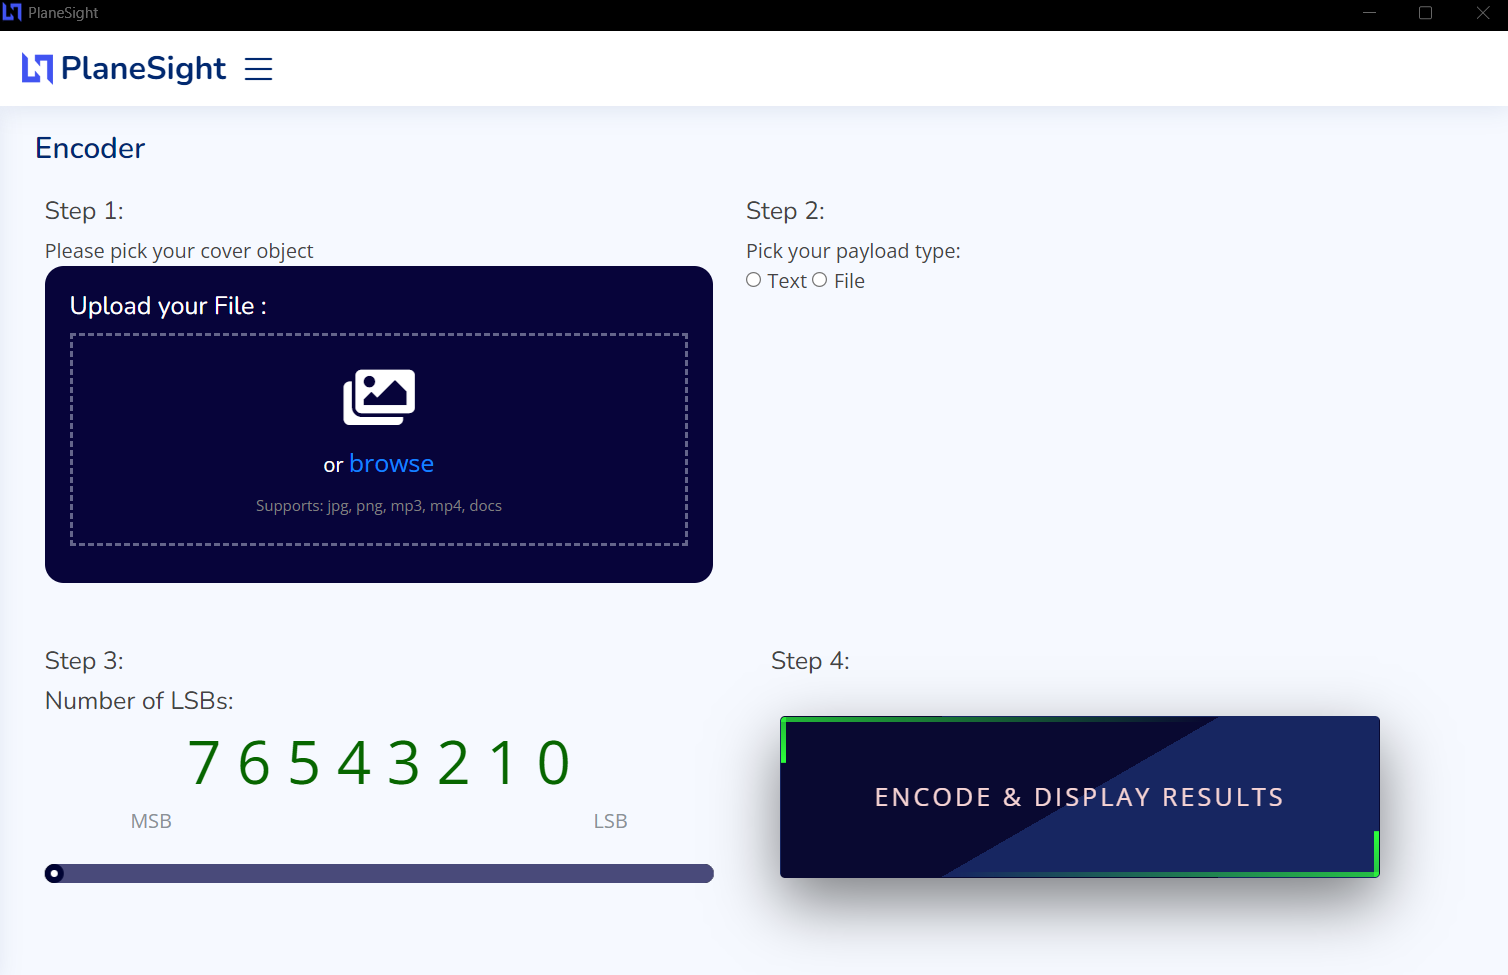 PlaneSight
PlaneSight
Encoder
Step 1:
Please pick your cover object
Upload your File :
or browse
Supports: jpg, png, mp3, mp4, docs
Step 2:
Pick your payload type:
Text File
Step 3:
Number of LSBs:
7 6 5 4 3 2 1 0
MSB LSB
Step 4:
ENCODE & DISPLAY RESULTS